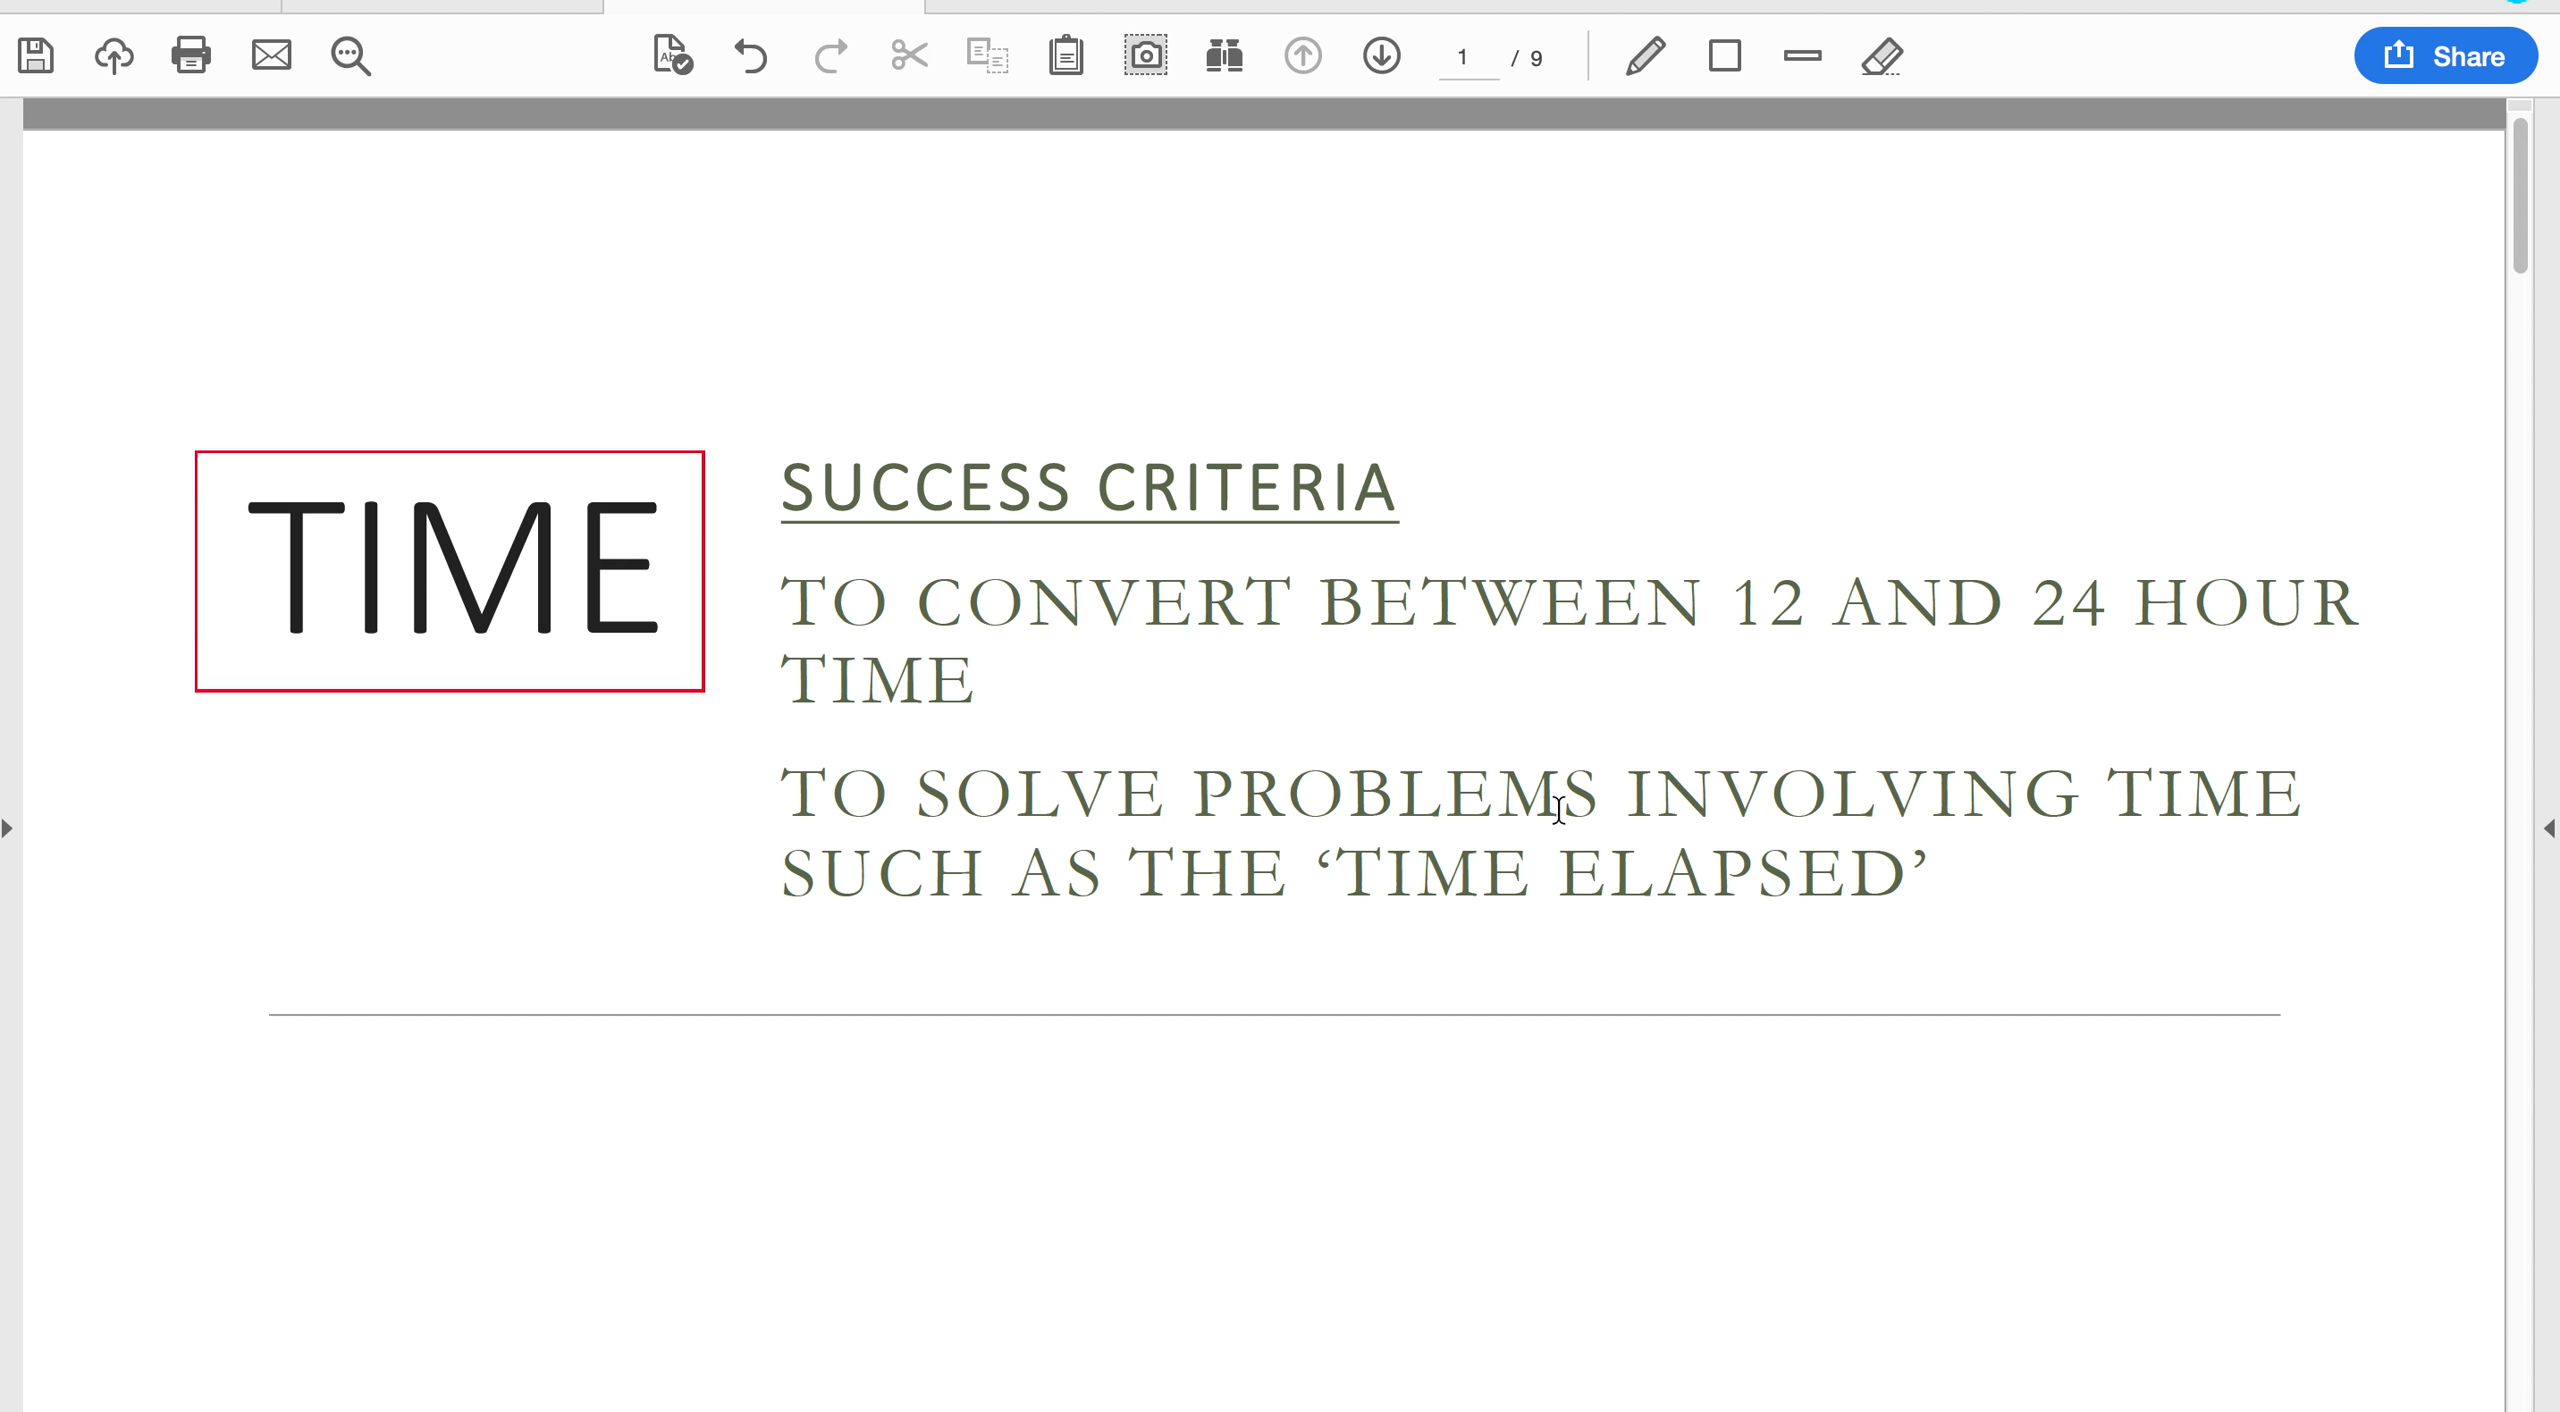 1 / 9
Share
TIME
SUCCESS CRITERIA
TO CONVERT BETWEEN 12 AND 24 HOUR
TIME
TO SOLVE PROBLEMS INVOLVING TIME
SUCH AS THE ‘TIME ELAPSED’